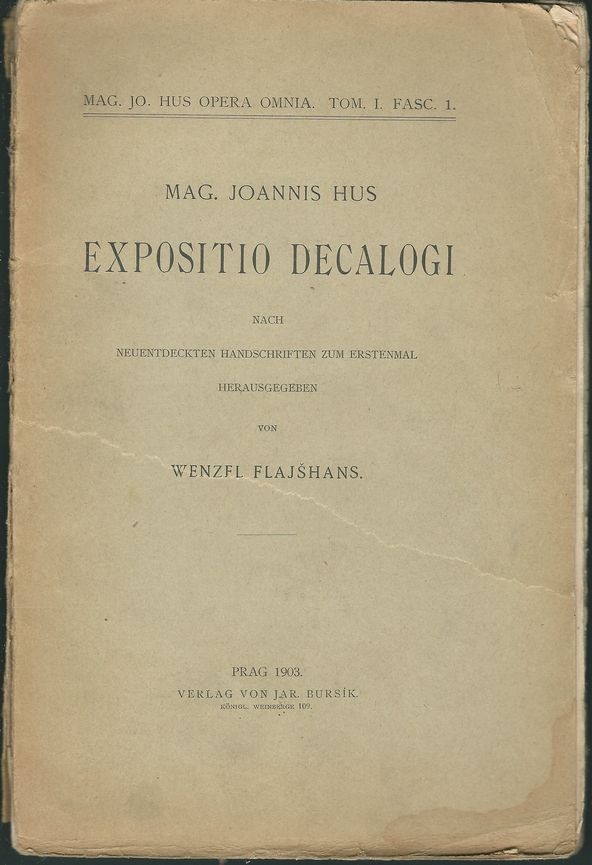 MAG. JO. HUS OPERA OMNIA. TOM. I. FASC. 1.
MAG. JOANNIS HUS
EXPOSITIO DECALOGI
NACH
NEUENTDECKTEN HANDSCHRIFTEN ZUM ERSTENMAL
HERAUSGEGEBEN
VON
WENZEL FLAJŠHANS.
PRAG 1903.
VERLAG VON JAR. BURSÍK.
KÖNIGL. WEINBERGE 109.